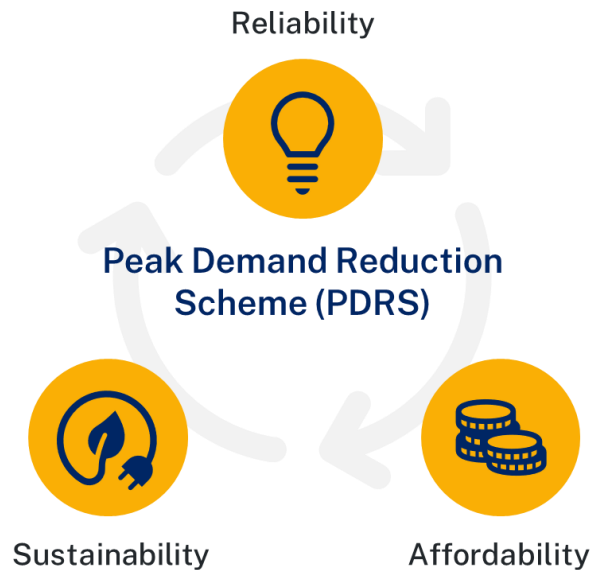 Reliability
Peak Demand Reduction
Scheme (PDRS)
Sustainability
Affordability